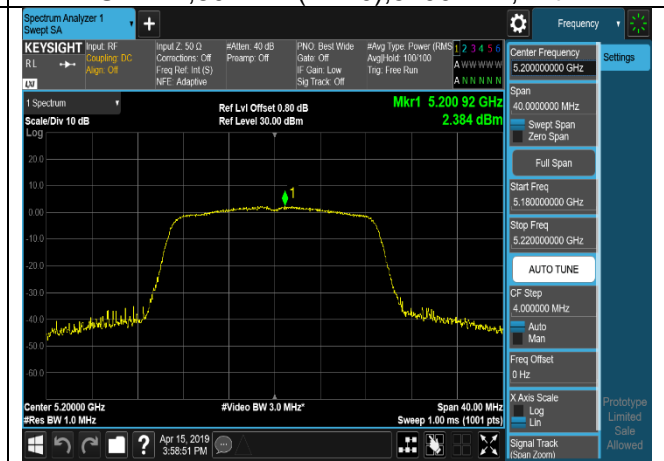 Spectrum Analyzer 1
Swept SA
+
Frequency
KEYSIGHT
RL
LXI
Input: RF
Coupling: DC
Align: Off
Input Z: 50 Ω
Corrections: Off
Freq Ref: Int (S)
NFE: Adaptive
#Atten: 40 dB
Preamp: Off
PNO: Best Wide
Gate: Off
IF Gain: Low
Sig Track: Off
#Avg Type: Power (RMS
Avg|Hold: 100/100
Trig: Free Run
1 2 3 4 5 6
A W W W W W
A N N N N N
1 Spectrum
Scale/Div 10 dB
Log
Ref Lvl Offset 0.80 dB
Ref Level 30.00 dBm
Mkr1 5.200 92 GHz
2.384 dBm
20.0
10.0
0.00
-10.0
-20.0
-30.0
-40.0
-50.0
-60.0
1
Center 5.20000 GHz
#Res BW 1.0 MHz
#Video BW 3.0 MHz*
Span 40.00 MHz
Sweep 1.00 ms (1001 pts)
?
Apr 15, 2019
3:58:51 PM
Center Frequency
5.200000000 GHz
Settings
Span
40.0000000 MHz
Swept Span
Zero Span
Full Span
Start Freq
5.180000000 GHz
Stop Freq
5.220000000 GHz
AUTO TUNE
CF Step
4.000000 MHz
Auto
Man
Freq Offset
0 Hz
X Axis Scale
Log
Lin
Signal Track
(Span Zoom)
Prototype
Limited
Sale
Allowed